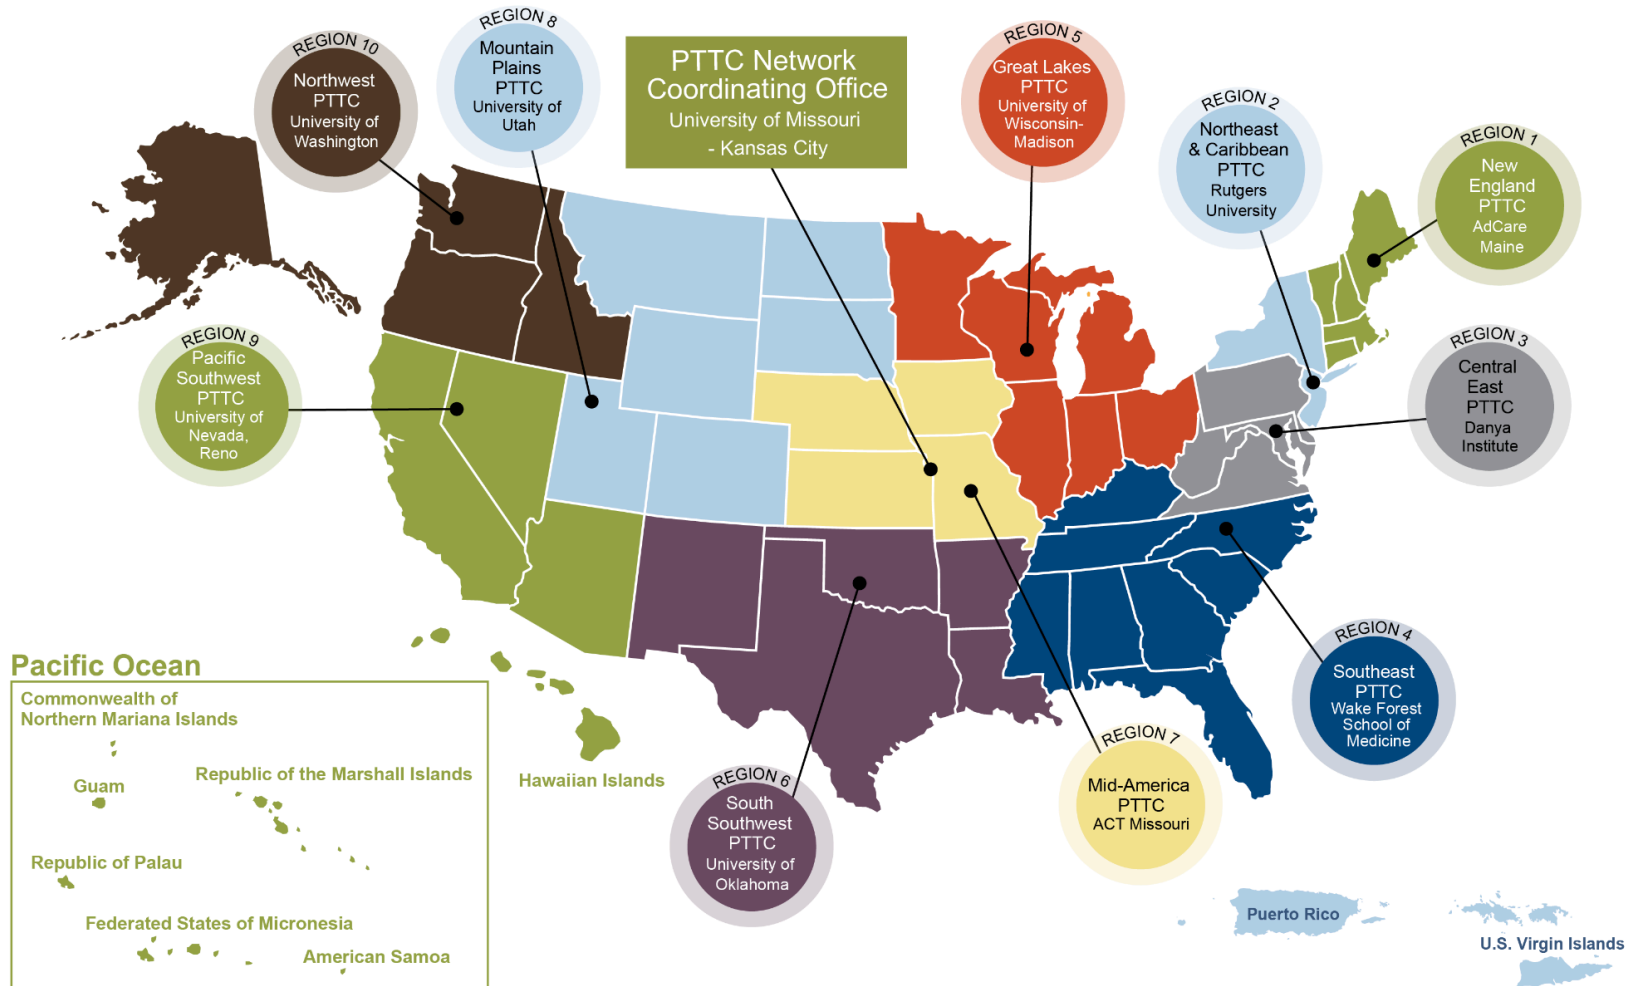 REGION 10
Northwest
PTTC
University of
Washington
REGION 8
Mountain
Plains
PTTC
University of
Utah
PTTC Network
Coordinating Office
University of Missouri
- Kansas City
REGION 5
Great Lakes
PTTC
University of
Wisconsin-
Madison
REGION 2
Northeast
& Caribbean
PTTC
Rutgers
University
REGION 1
New
England
PTTC
AdCare
Maine
REGION 9
Pacific
Southwest
PTTC
University of
Nevada,
Reno
REGION 3
Central
East
PTTC
Danya
Institute
REGION 4
Southeast
PTTC
Wake Forest
School of
Medicine
REGION 7
Mid-America
PTTC
ACT Missouri
REGION 6
South
Southwest
PTTC
University of
Oklahoma
Pacific Ocean
Commonwealth of
Northern Mariana Islands
Guam
Republic of the Marshall Islands
Republic of Palau
Federated States of Micronesia
American Samoa
Hawaiian Islands
Puerto Rico
U.S. Virgin Islands